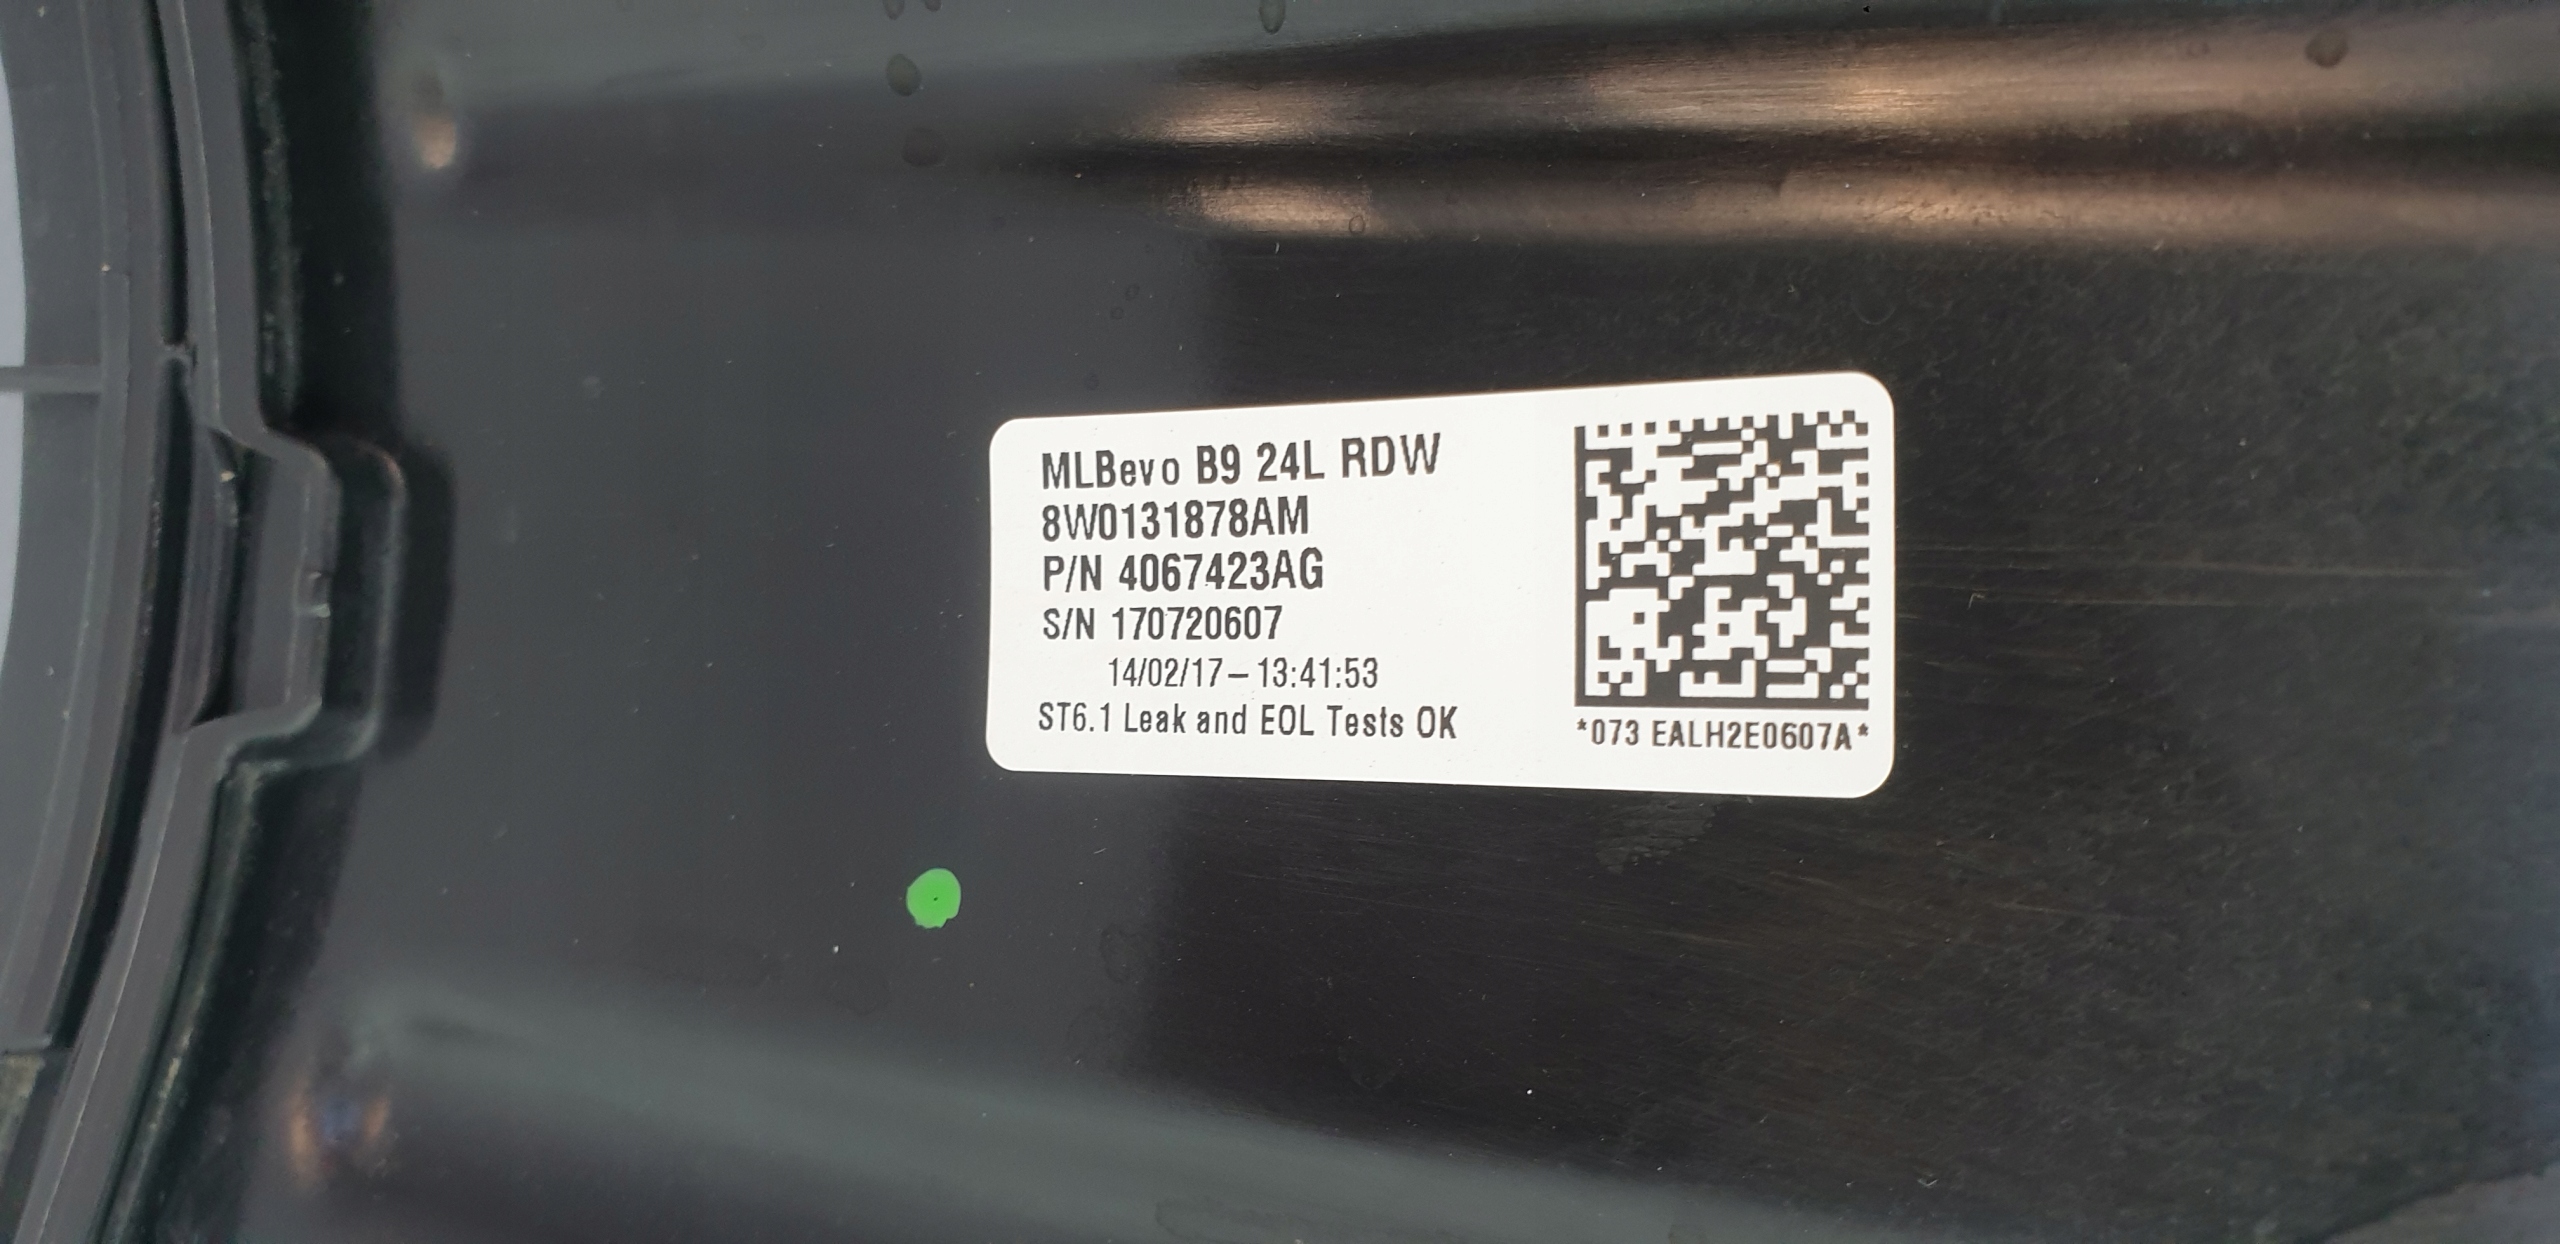 MLBevo B9 24L RDW
8W0131878AM
P/N 4067423AG
S/N 170720607
14/02/17-13:41:53
ST6.1 Leak and EOL Tests OK
*073 EALH2E0607A*